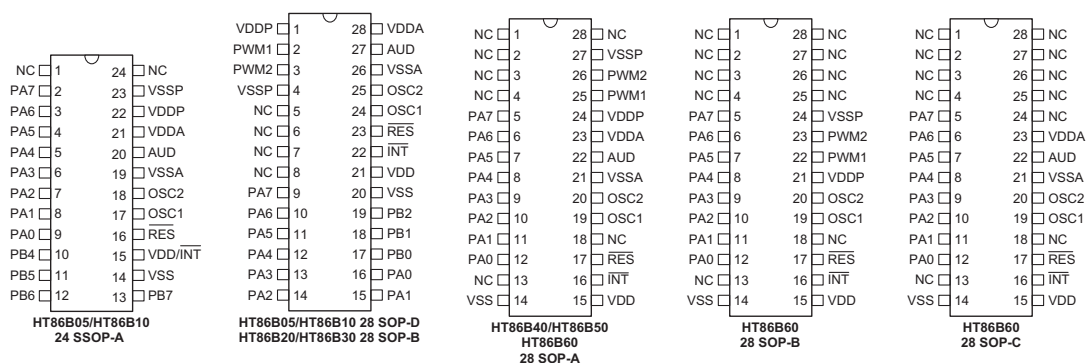 NC 1 24 NC
PA7 2 23 VSSP
PA6 3 22 VDDP
PA5 4 21 VDDA
PA4 5 20 AUD
PA3 6 19 VSSA
PA2 7 18 OSC2
PA1 8 17 OSC1
PA0 9 16 RES
PB4 10 15 VDD/INT
PB5 11 14 VSS
PB6 12 13 PB7
HT86B05/HT86B10
24 SSOP-A
VDDP 1 28 VDDA
PWM1 2 27 AUD
PWM2 3 26 VSSA
VSSP 4 25 OSC2
NC 5 24 OSC1
NC 6 23 RES
NC 7 22 INT
NC 8 21 VDD
PA7 9 20 VSS
PA6 10 19 PB2
PA5 11 18 PB1
PA4 12 17 PB0
PA3 13 16 PA0
PA2 14 15 PA1
HT86B05/HT86B10 28 SOP-D
HT86B20/HT86B30 28 SOP-B
NC 1 28 NC
NC 2 27 VSSP
NC 3 26 PWM2
NC 4 25 PWM1
PA7 5 24 VDDP
PA6 6 23 VDDA
PA5 7 22 AUD
PA4 8 21 VSSA
PA3 9 20 OSC2
PA2 10 19 OSC1
PA1 11 18 NC
PA0 12 17 RES
NC 13 16 INT
VSS 14 15 VDD
HT86B40/HT86B50
HT86B60
28 SOP-A
NC 1 28 NC
NC 2 27 NC
NC 3 26 NC
NC 4 25 NC
PA7 5 24 VSSP
PA6 6 23 PWM2
PA5 7 22 PWM1
PA4 8 21 VDDP
PA3 9 20 OSC2
PA2 10 19 OSC1
PA1 11 18 NC
PA0 12 17 RES
NC 13 16 INT
VSS 14 15 VDD
HT86B60
28 SOP-B
NC 1 28 NC
NC 2 27 NC
NC 3 26 NC
NC 4 25 NC
PA7 5 24 NC
PA6 6 23 VDDA
PA5 7 22 AUD
PA4 8 21 VSSA
PA3 9 20 OSC2
PA2 10 19 OSC1
PA1 11 18 NC
PA0 12 17 RES
NC 13 16 INT
VSS 14 15 VDD
HT86B60
28 SOP-C